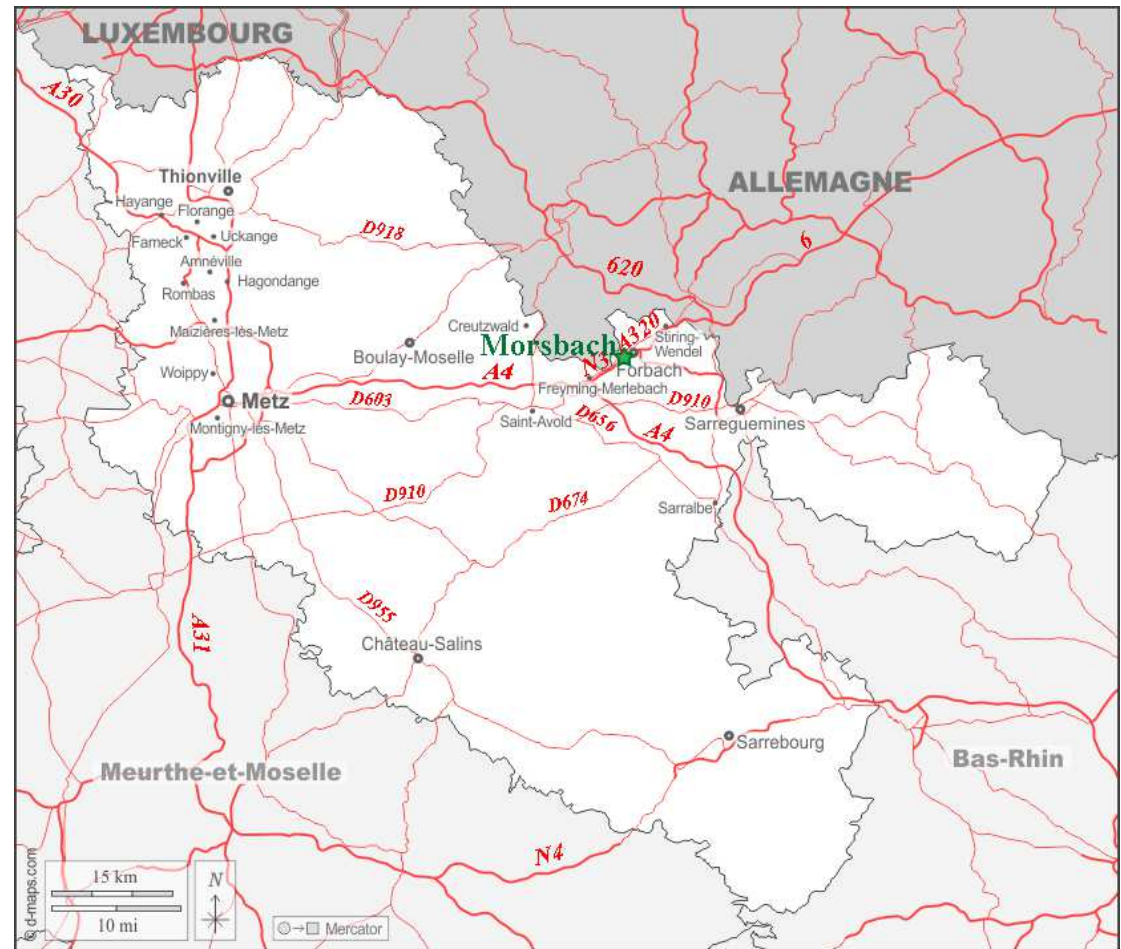 LUXEMBOURG
A30
Thionville
ALLEMAGNE
Hayange
Florange
Fameck
Uckange
D918
6
Amnéville
620
Hagondange
Rombas
Maizières-lès-Metz
Creutzwald
A320
Stiring-
Wendel
Morsbach
N3
Boulay-Moselle
Forbach
Woippy
A4
Freyming-Merlebach
Metz
D603
D910
Saint-Avold
D656
Sarreguemines
Montigny-lès-Metz
A4
D910
D674
Sarralbe
D955
A31
Château-Salins
Sarrebourg
Bas-Rhin
Meurthe-et-Moselle
N4
© d-maps.com
15 km
10 mi
N
Mercator